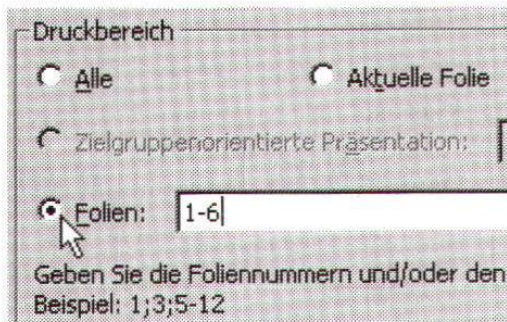 Druckbereich
Alle Aktuelle Folie
Zielgruppenorientierte Präsentation:
Folien: 1-6
Geben Sie die Foliennummern und/oder den
Beispiel: 1;3;5-12